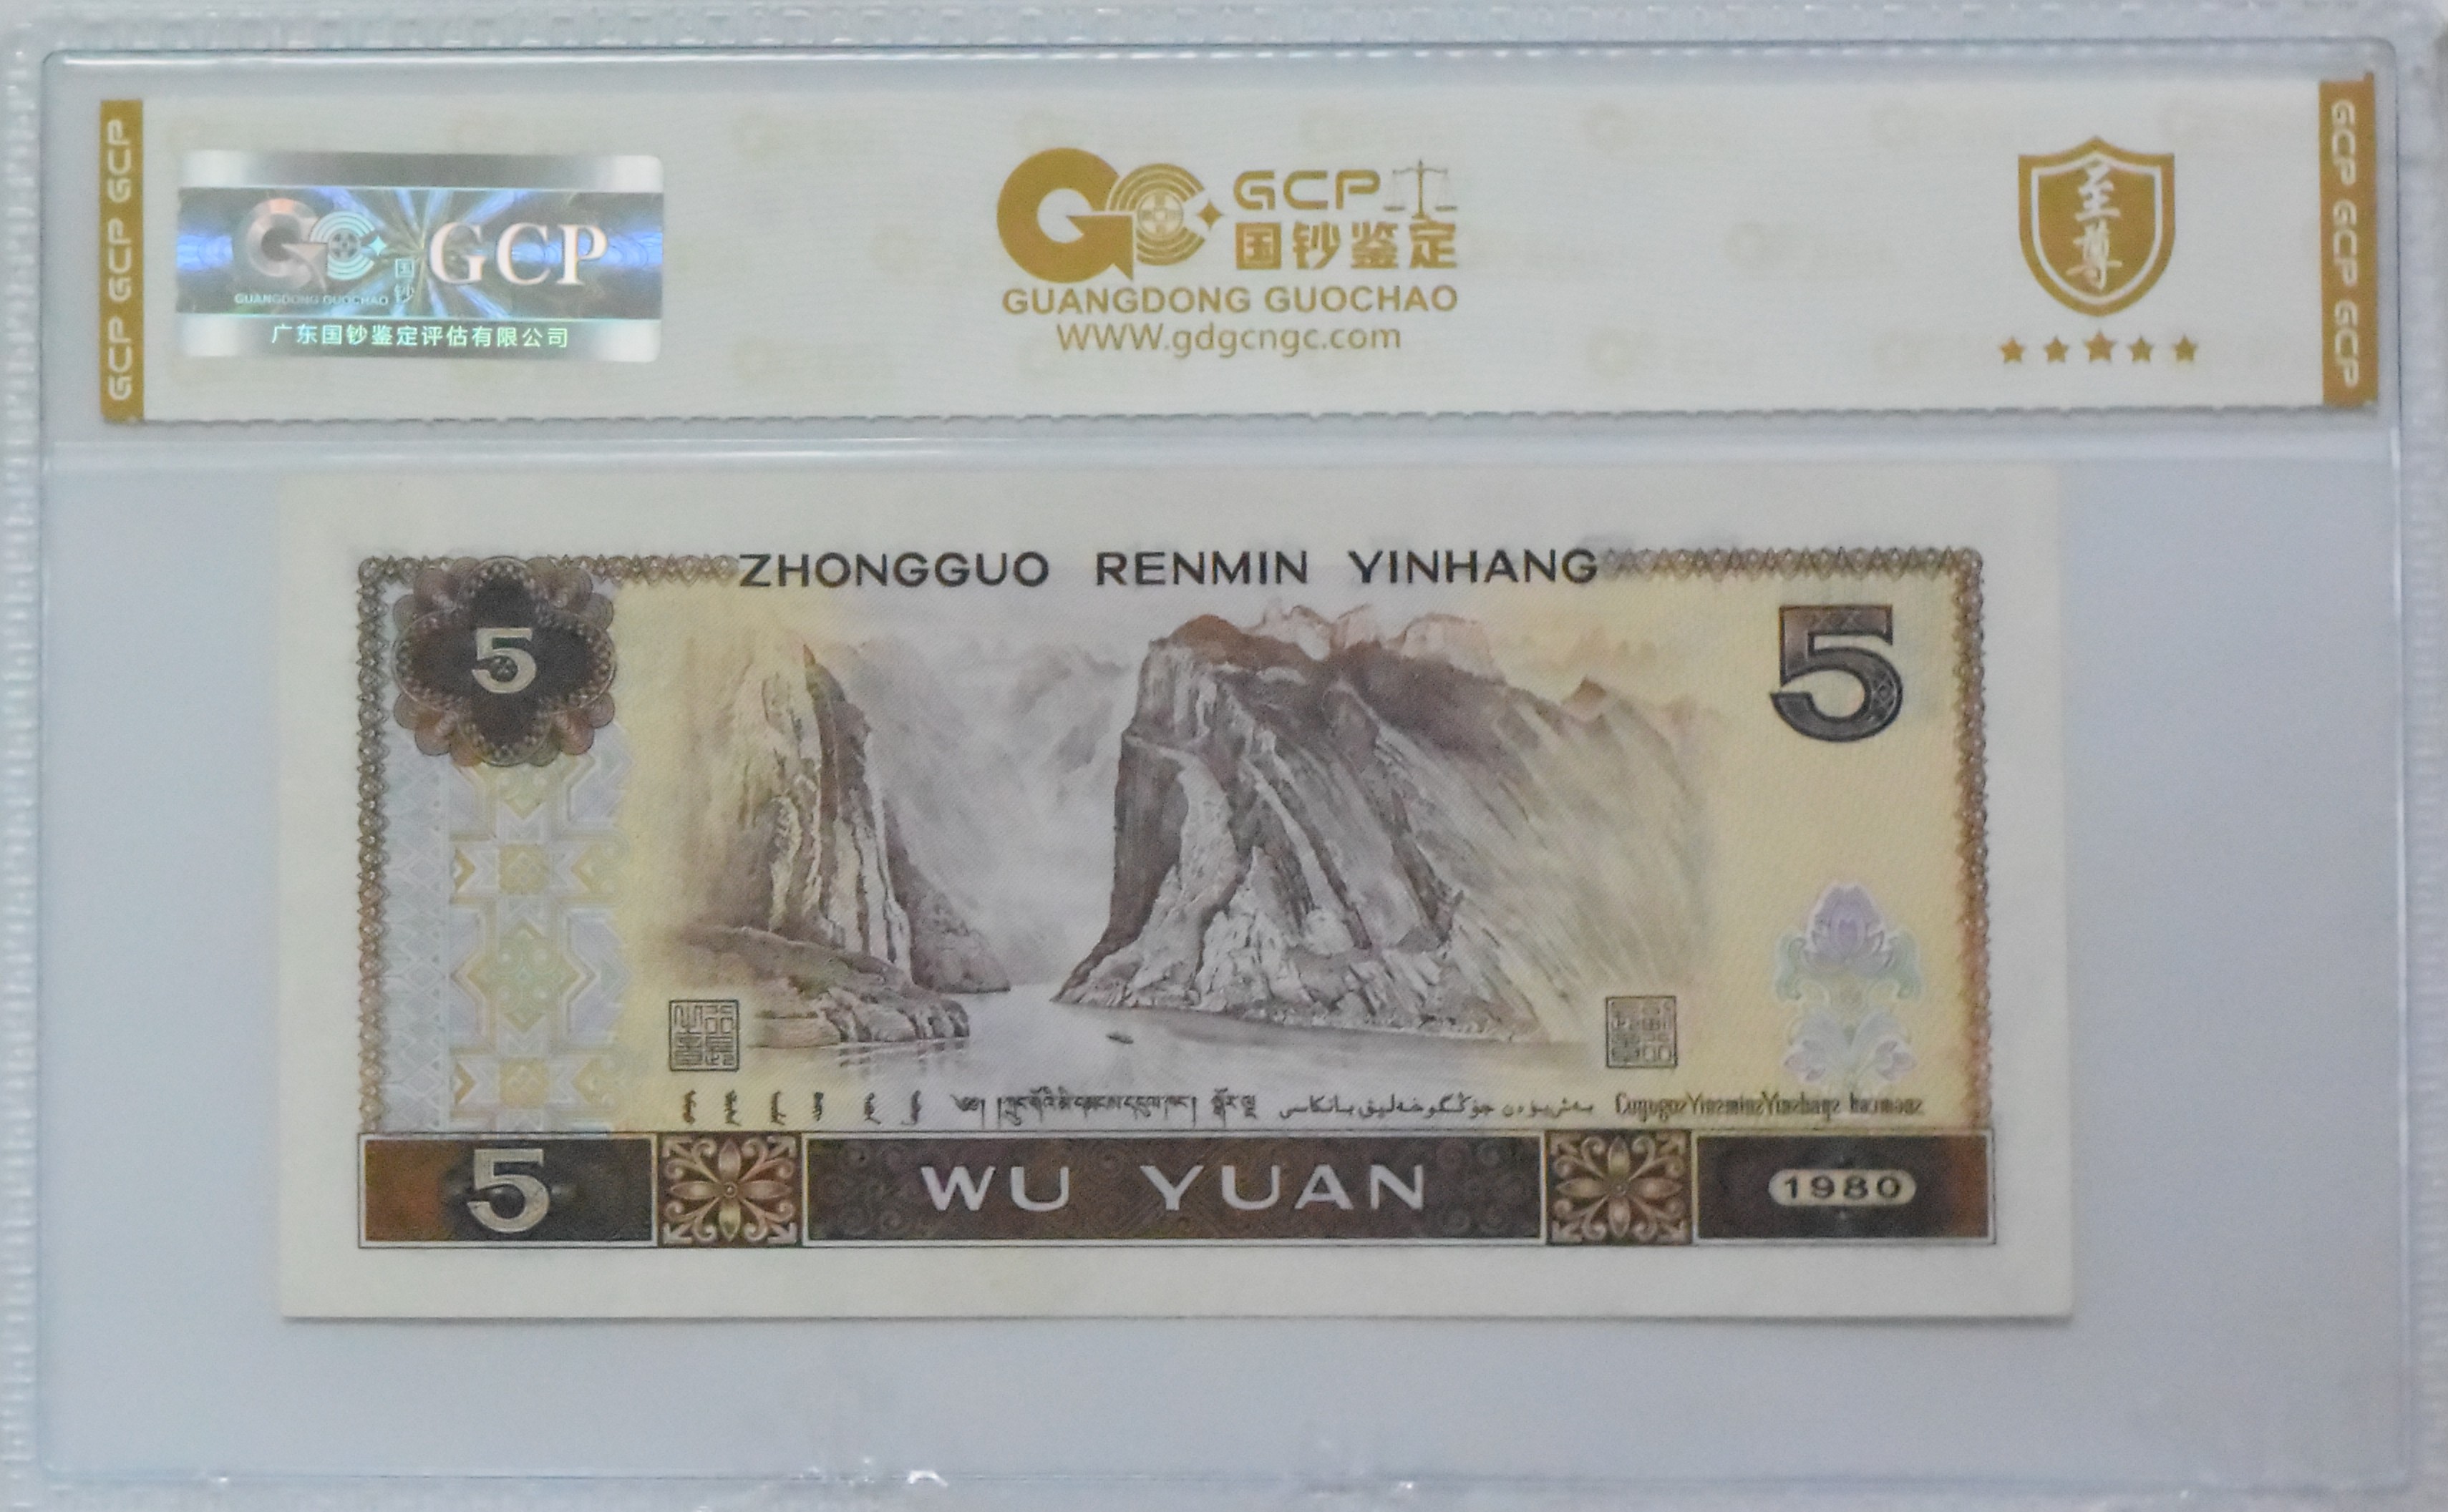 GCP GCP GCP
GCP
国钞
GUANGDONG GUOCHAO
广东国钞鉴定评估有限公司
GCP
国钞鉴定
GUANGDONG GUOCHAO
WWW.gdgcngc.com
至尊
GCP GCP GCP
ZHONGGUO RENMIN YINHANG
5
5
5
WU YUAN
1980